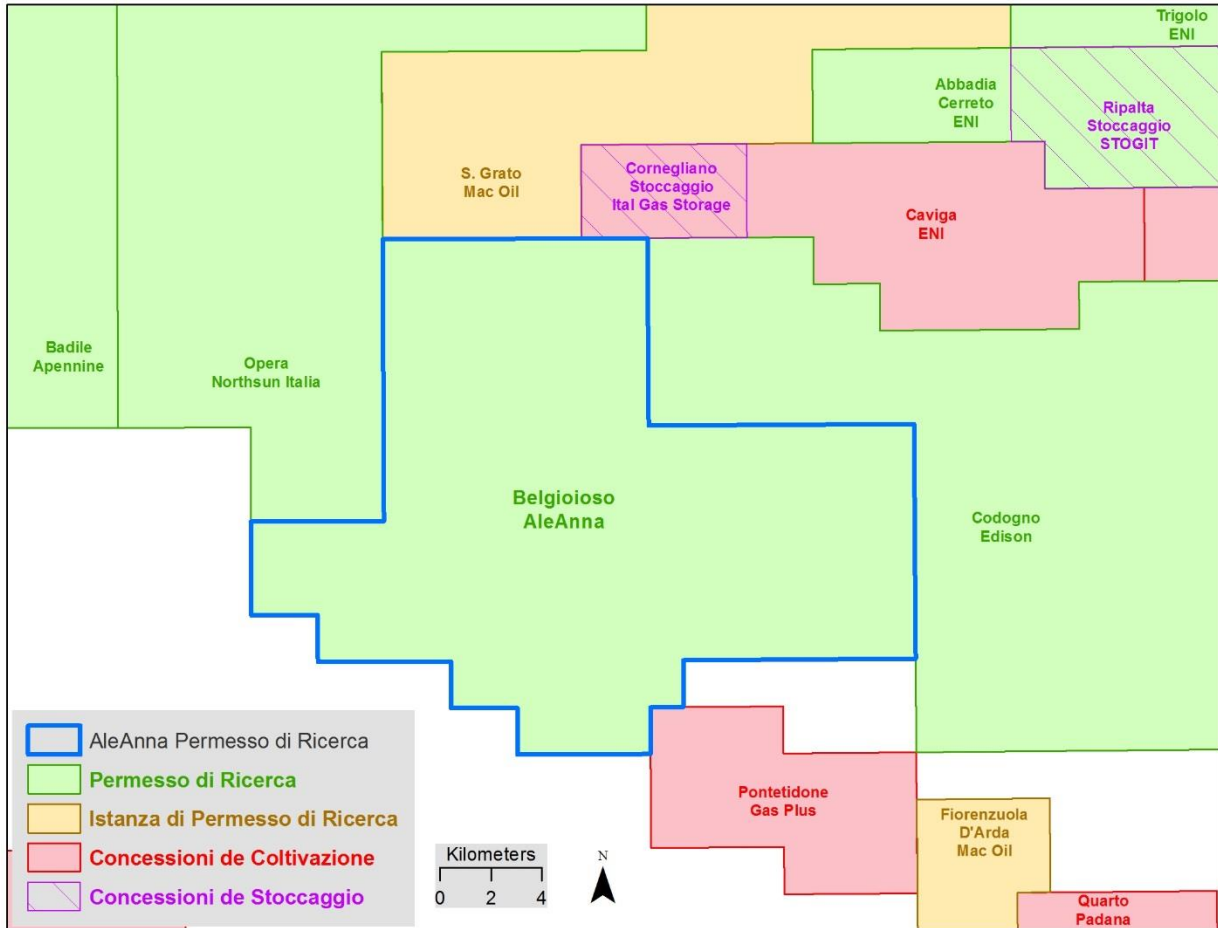 Trigolo
ENI
Abbadia
Cerreto
ENI
Ripalta
Stoccaggio
STOGIT
S. Grato
Mac Oil
Cornegliano
Stoccaggio
Ital Gas Storage
Caviga
ENI
Badile
Apennine
Opera
Northsun Italia
Belgioioso
AleAnna
Codogno
Edison
Pontetidone
Gas Plus
Fiorenzuola
D'Arda
Mac Oil
Quarto
Padana
AleAnna Permesso di Ricerca
Permesso di Ricerca
Istanza di Permesso di Ricerca
Concessioni de Coltivazione
Concessioni de Stoccaggio
Kilometers
0 2 4
N